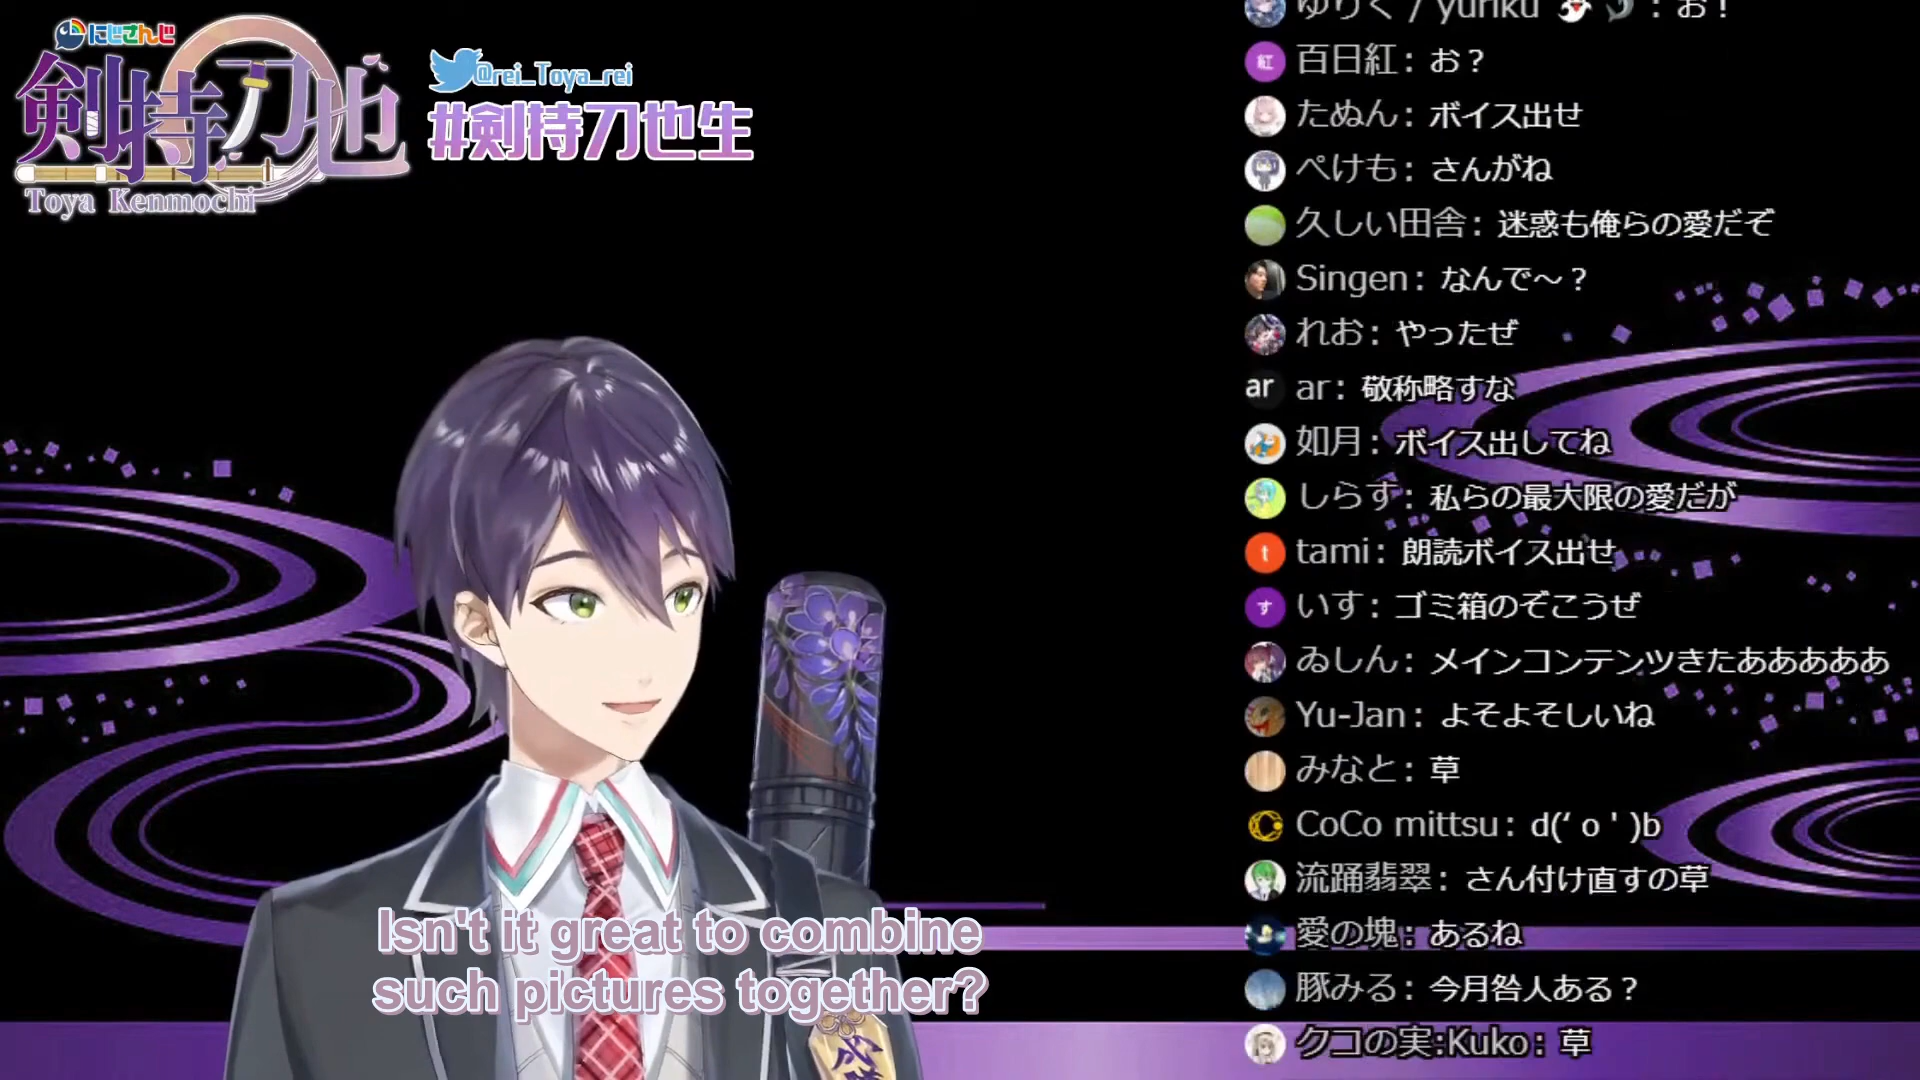 にじさんじ
剣持刀也
Toya Kenmochi
@rei_Toya_rei
#剣持刀也生
ゆりく / yuriku : お！
紅 百日紅 : お？
たぬん : ボイス出せ
ぺけも : さんがね
久しい田舎 : 迷惑も俺らの愛だぞ
Singen : なんで～？
れお : やったぜ
ar ar : 敬称略すな
如月 : ボイス出してね
しらす : 私らの最大限の愛だが
t tami : 朗読ボイス出せ
す いす : ゴミ箱のぞこうぜ
ゐしん : メインコンテンツきたあああああ
Yu-Jan : よそよそしいね
みなと : 草
CoCo mittsu : d(‘ o ' )b
流踊翡翠 : さん付け直すの草
愛の塊 : あるね
豚みる : 今月咎人ある？
クコの実:Kuko : 草
Isn't it great to combine
such pictures together?